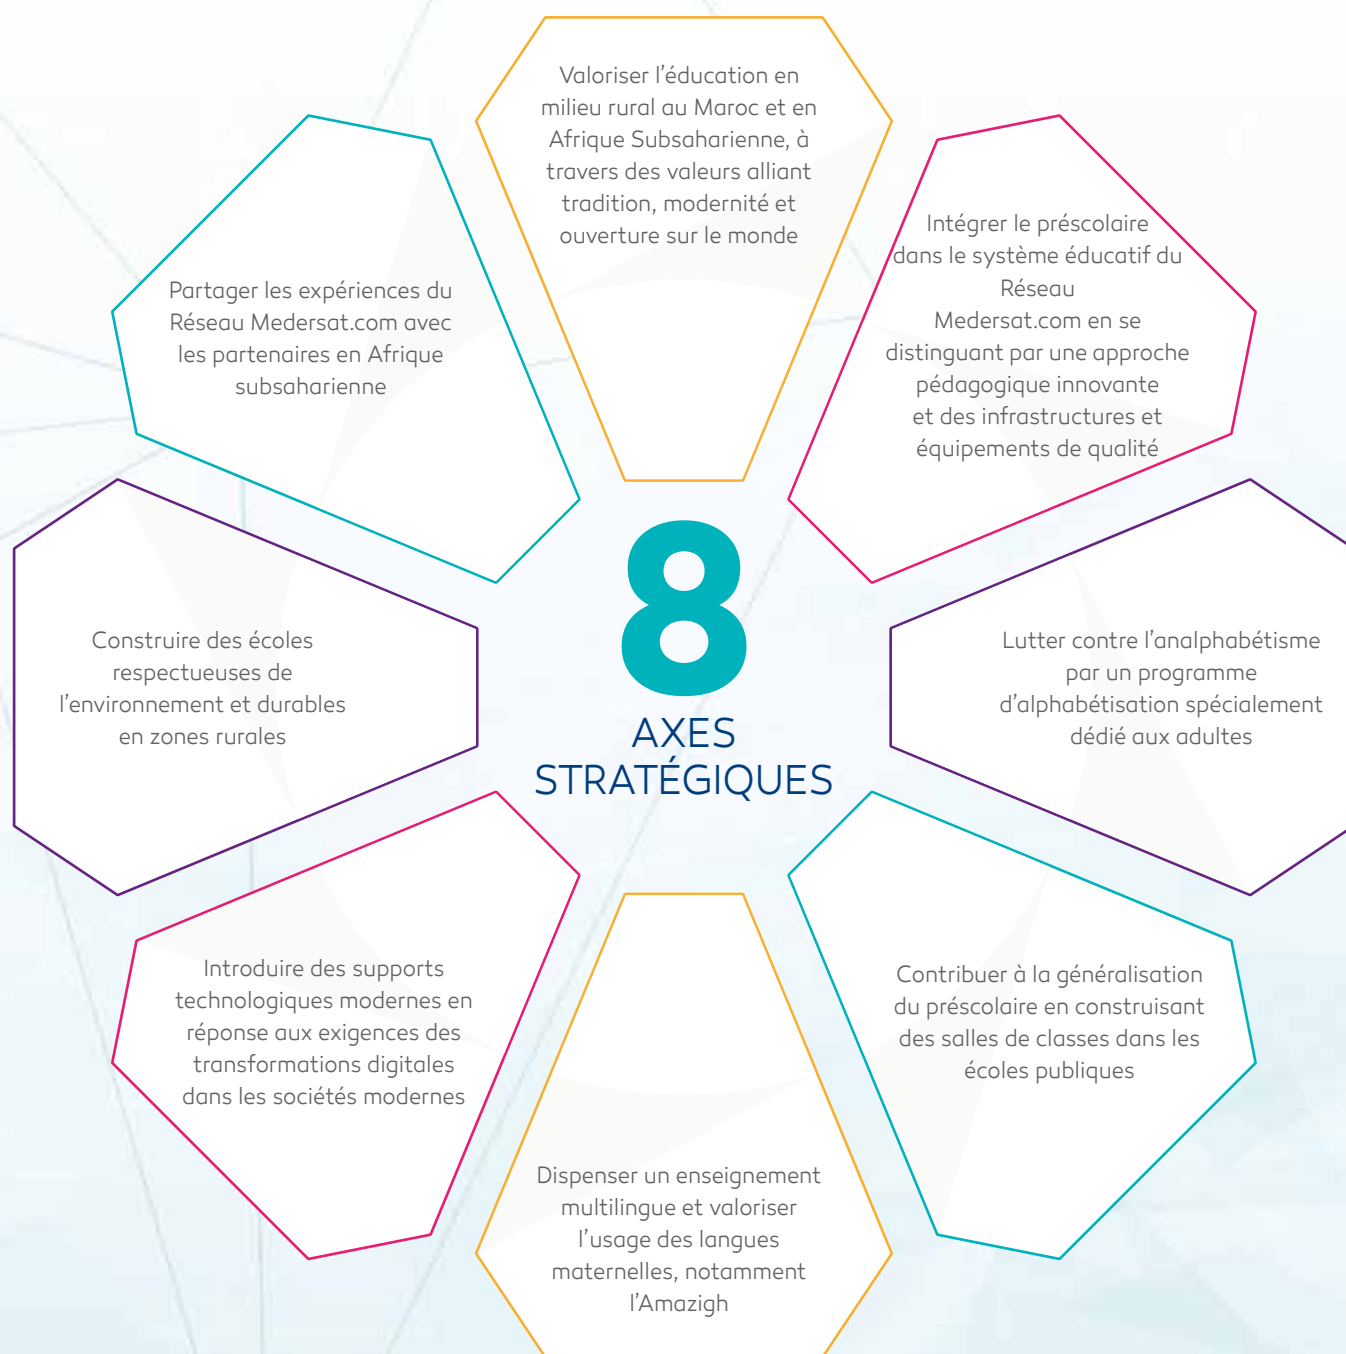 Valoriser l'éducation en
milieu rural au Maroc et en
Afrique Subsaharienne, à
travers des valeurs alliant
tradition, modernité et
ouverture sur le monde
Intégrer le préscolaire
dans le système éducatif du
Réseau
Medersat.com en se
distinguant par une approche
pédagogique innovante
et des infrastructures et
équipements de qualité
Lutter contre l'analphabétisme
par un programme
d'alphabétisation spécialement
dédié aux adultes
Contribuer à la généralisation
du préscolaire en construisant
des salles de classes dans les
écoles publiques
Dispenser un enseignement
multilingue et valoriser
l'usage des langues
maternelles, notamment
l'Amazigh
Introduire des supports
technologiques modernes en
réponse aux exigences des
transformations digitales
dans les sociétés modernes
Construire des écoles
respectueuses de
l'environnement et durables
en zones rurales
Partager les expériences du
Réseau Medersat.com avec
les partenaires en Afrique
subsaharienne
8
AXES
STRATÉGIQUES